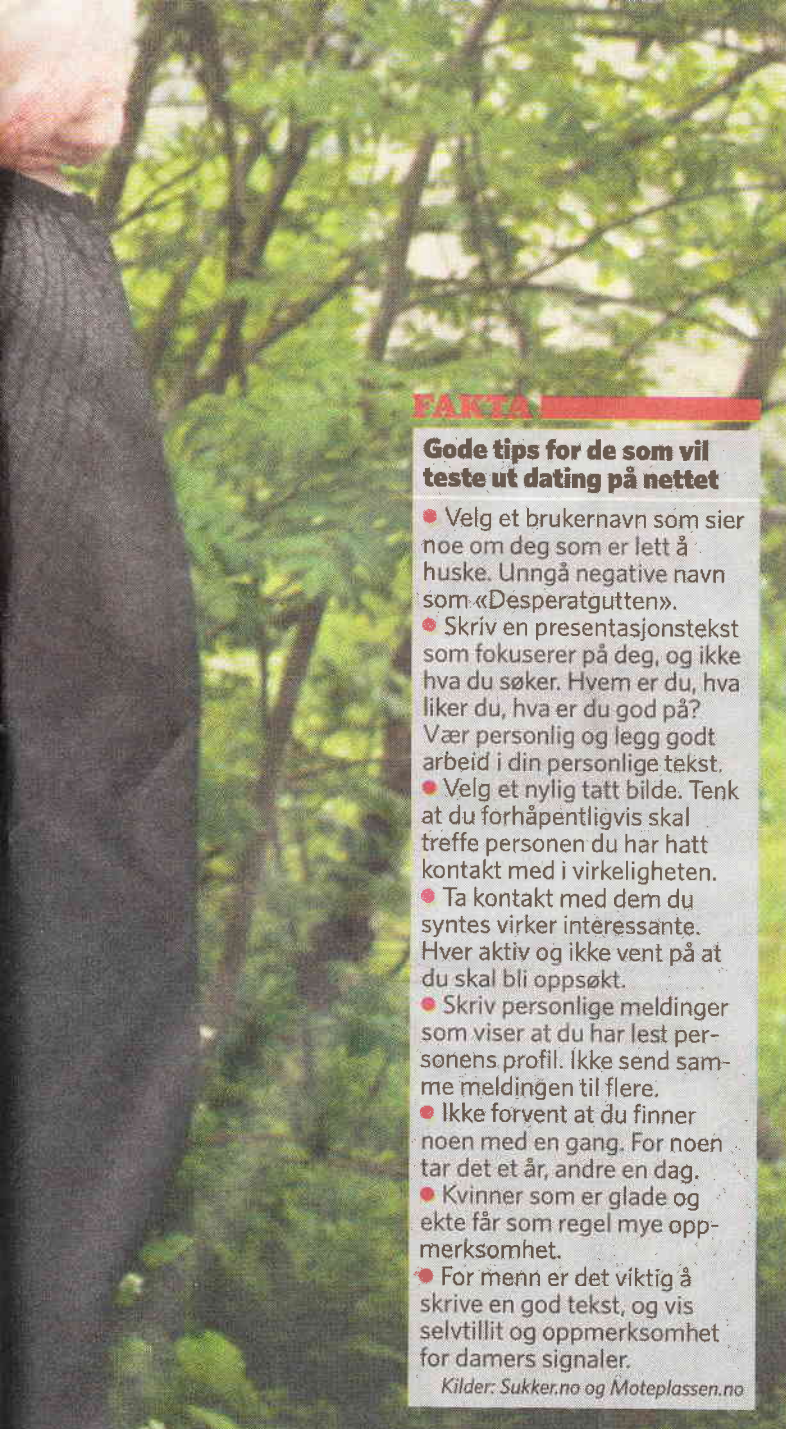 FAKTA
Gode tips for de som vil
teste ut dating på nettet
● Velg et brukernavn som sier
noe om deg som er lett å
huske. Unngå negative navn
som «Desperatgutten».
● Skriv en presentasjonstekst
som fokuserer på deg, og ikke
hva du søker. Hvem er du, hva
liker du, hva er du god på?
Vær personlig og legg godt
arbeid i din personlige tekst.
● Velg et nylig tatt bilde. Tenk
at du forhåpentligvis skal
treffe personen du har hatt
kontakt med i virkeligheten.
● Ta kontakt med dem du
syntes virker interessante.
Hver aktiv og ikke vent på at
du skal bli oppsøkt.
● Skriv personlige meldinger
som viser at du har lest per-
sonens profil. Ikke send sam-
me meldingen til flere.
● Ikke forvent at du finner
noen med en gang. For noen
tar det et år, andre en dag.
● Kvinner som er glade og
ekte får som regel mye opp-
merksomhet.
● For menn er det viktig å
skrive en god tekst, og vis
selvtillit og oppmerksomhet
for damers signaler.
Kilder: Sukker.no og Moteplassen.no